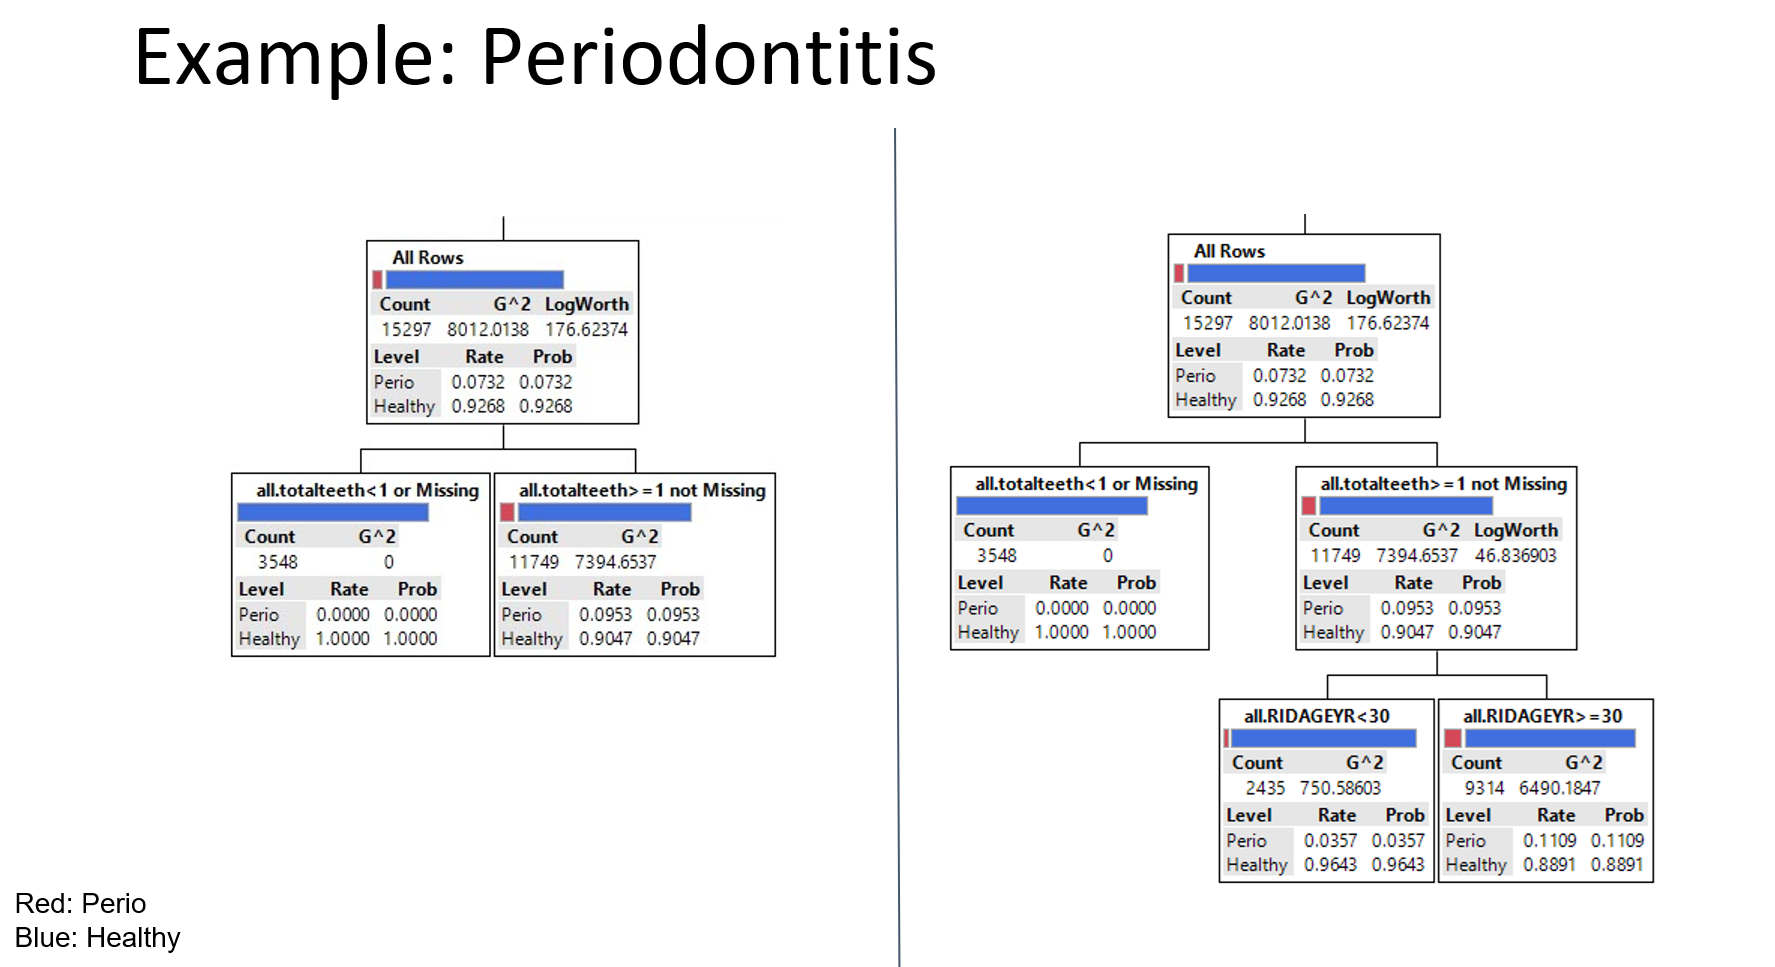 Example: Periodontitis
All Rows
Count G^2 LogWorth
15297 8012.0138 176.62374
Level Rate Prob
Perio 0.0732 0.0732
Healthy 0.9268 0.9268
all.totalteeth<1 or Missing
Count G^2
3548 0
Level Rate Prob
Perio 0.0000 0.0000
Healthy 1.0000 1.0000
all.totalteeth>=1 not Missing
Count G^2
11749 7394.6537
Level Rate Prob
Perio 0.0953 0.0953
Healthy 0.9047 0.9047
All Rows
Count G^2 LogWorth
15297 8012.0138 176.62374
Level Rate Prob
Perio 0.0732 0.0732
Healthy 0.9268 0.9268
all.totalteeth<1 or Missing
Count G^2
3548 0
Level Rate Prob
Perio 0.0000 0.0000
Healthy 1.0000 1.0000
all.totalteeth>=1 not Missing
Count G^2 LogWorth
11749 7394.6537 46.836903
Level Rate Prob
Perio 0.0953 0.0953
Healthy 0.9047 0.9047
all.RIDAGEYR<30
Count G^2
2435 750.58603
Level Rate Prob
Perio 0.0357 0.0357
Healthy 0.9643 0.9643
all.RIDAGEYR>=30
Count G^2
9314 6490.1847
Level Rate Prob
Perio 0.1109 0.1109
Healthy 0.8891 0.8891
Red: Perio
Blue: Healthy